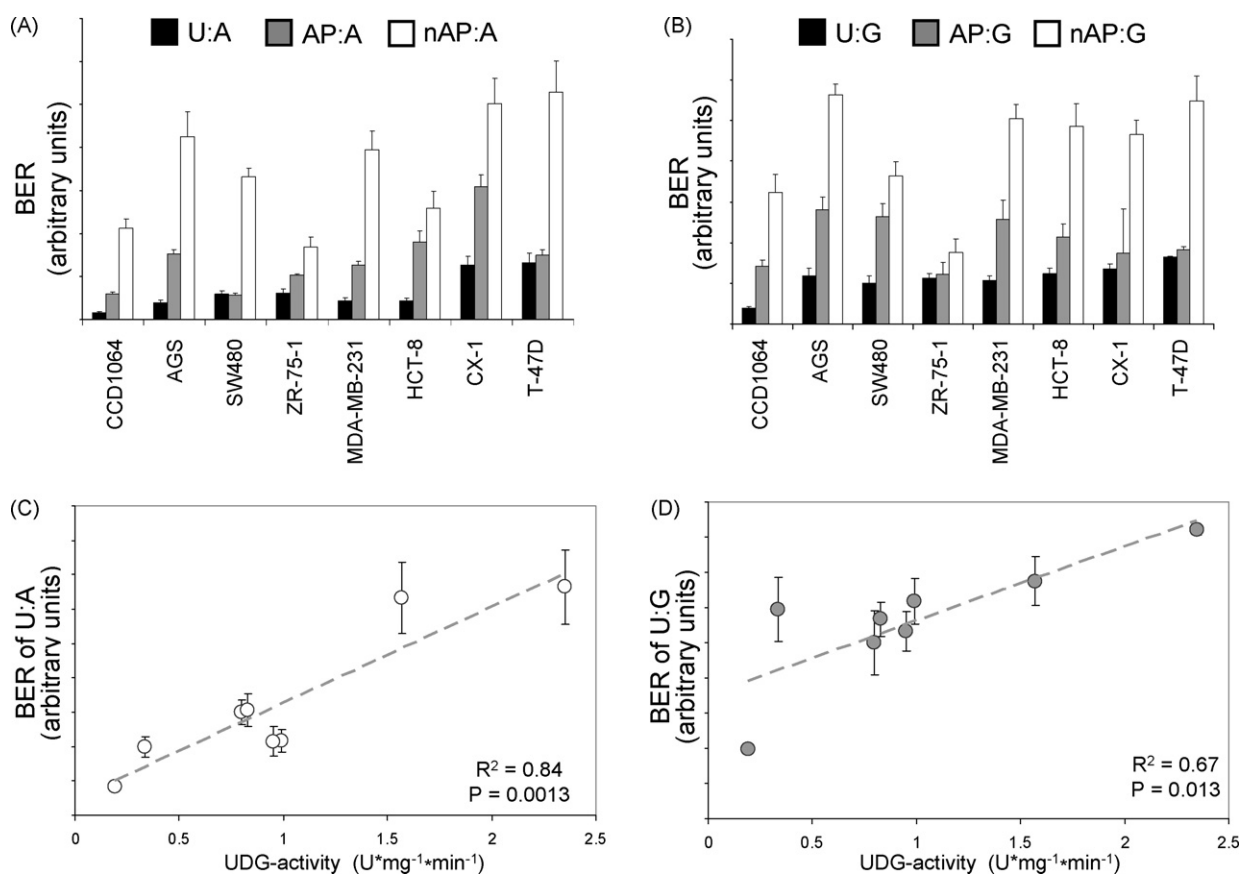 (A)
U:A AP:A nAP:A
BER
(arbitrary units)
CCD1064
AGS
SW480
ZR-75-1
MDA-MB-231
HCT-8
CX-1
T-47D
(B)
U:G AP:G nAP:G
BER
(arbitrary units)
CCD1064
AGS
SW480
ZR-75-1
MDA-MB-231
HCT-8
CX-1
T-47D
(C)
BER of U:A
(arbitrary units)
R² = 0.84
P = 0.0013
0 0.5 1 1.5 2 2.5
UDG-activity (U*mg⁻¹*min⁻¹)
(D)
BER of U:G
(arbitrary units)
R² = 0.67
P = 0.013
0 0.5 1 1.5 2 2.5
UDG-activity (U*mg⁻¹*min⁻¹)